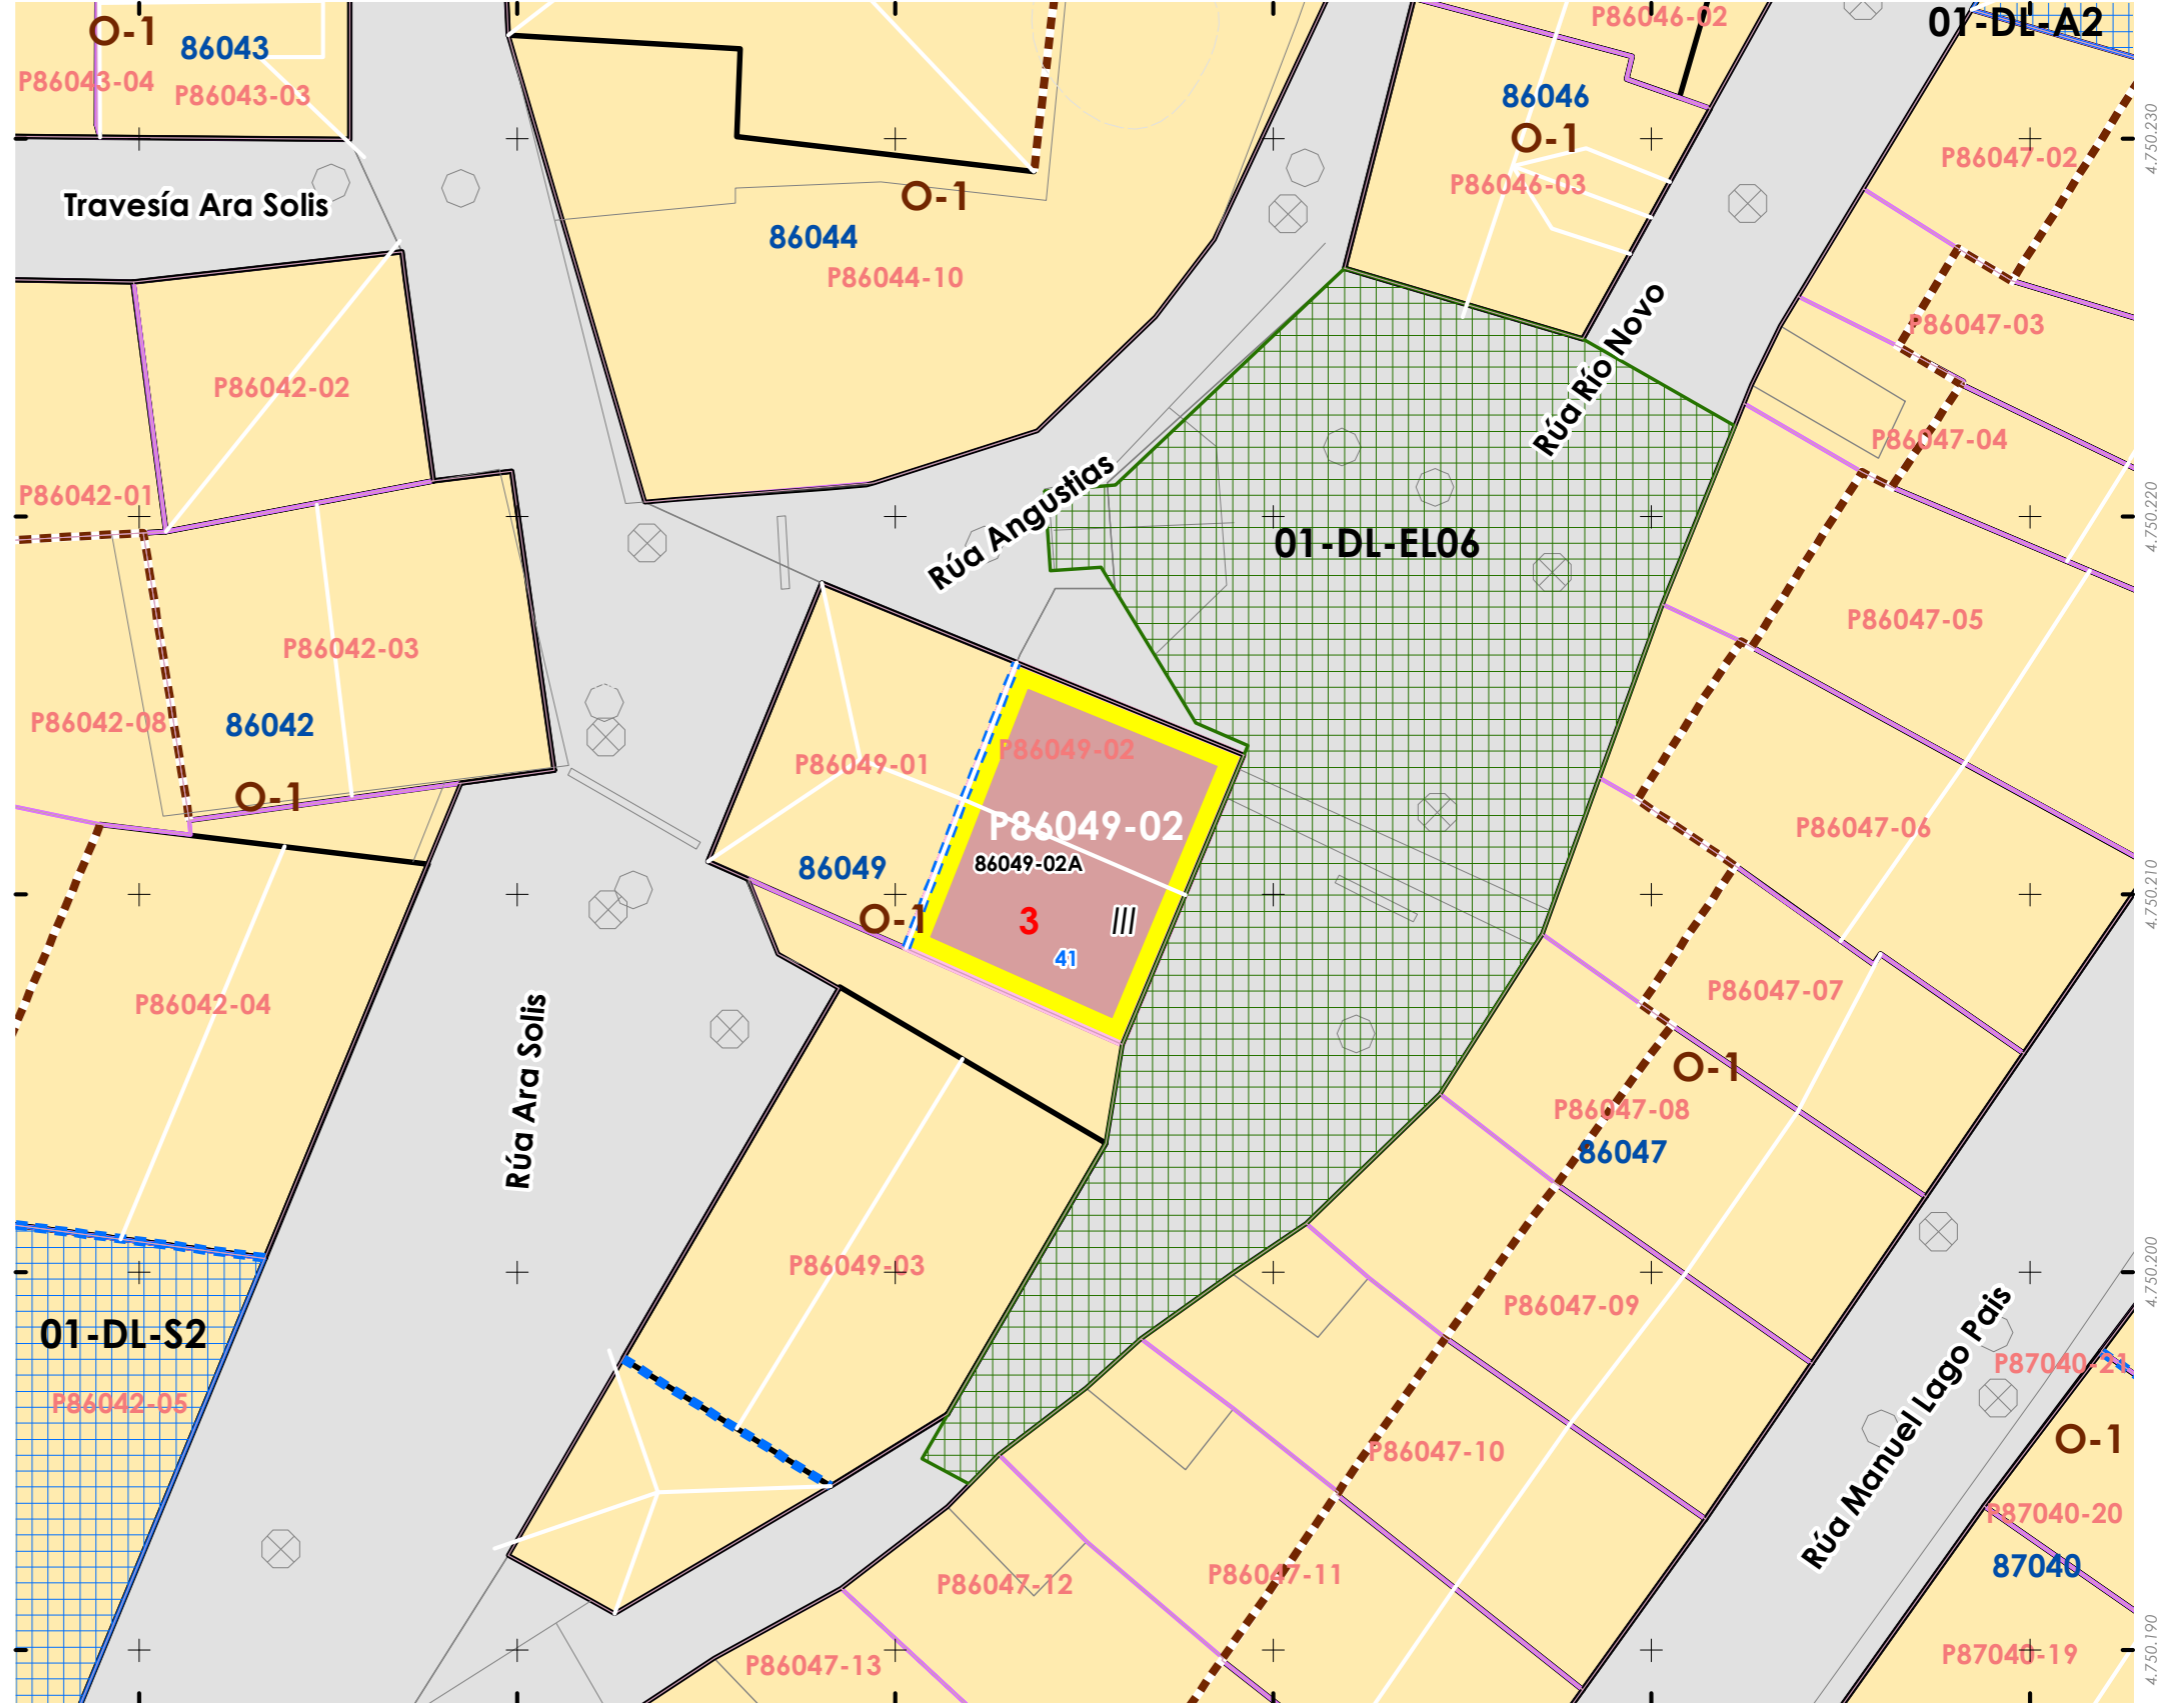 P86046-02
01-DL-A2
O-1
86043
P86043-04
P86043-03
86046
O-1
4.750.230
P86047-02
P86046-03
Travesía Ara Solis
O-1
86044
P86044-10
P86047-03
Rúa Río Novo
P86042-02
P86047-04
P86042-01
Rúa Angustias
01-DL-EL06
4.750.220
P86047-05
P86042-03
P86042-08
86042
P86049-02
P86049-01
O-1
P86049-02
P86047-06
86049-02A
86049
O-1
3
III
41
4.750.210
P86047-07
P86042-04
Rúa Ara Solis
O-1
P86047-08
86047
P86049-03
4.750.200
P86047-09
01-DL-S2
P87040-21
P86042-05
Rúa Manuel Lago Pais
O-1
P86047-10
P87040-20
87040
P86047-11
P86047-12
P87040-19
P86047-13
4.750.190